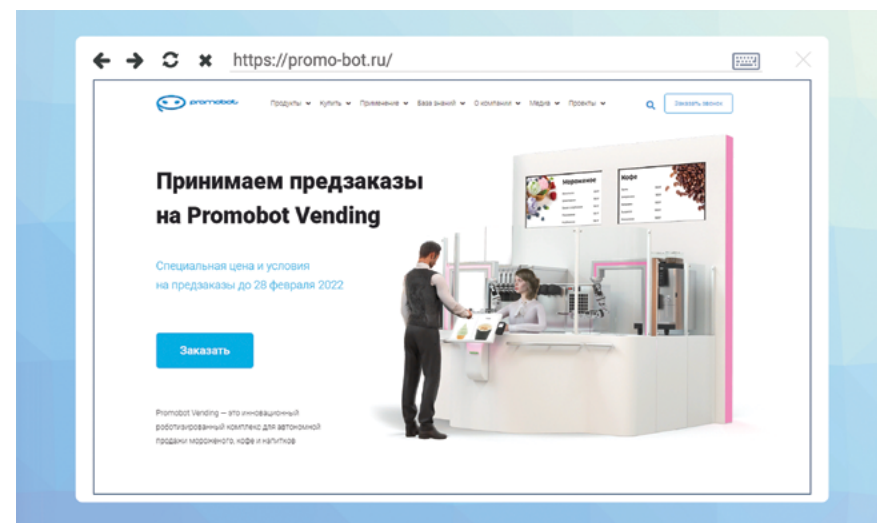 https://promo-bot.ru/
promobot
Продукты Купить Применение База знаний О компании Медиа Проекты
Заказать звонок
Принимаем предзаказы
на Promobot Vending
Мороженое
Кофе
Специальная цена и условия
на предзаказы до 28 февраля 2022
Заказать
Promobot Vending — это инновационный
роботизированный комплекс для автономной
продажи мороженого, кофе и напитков